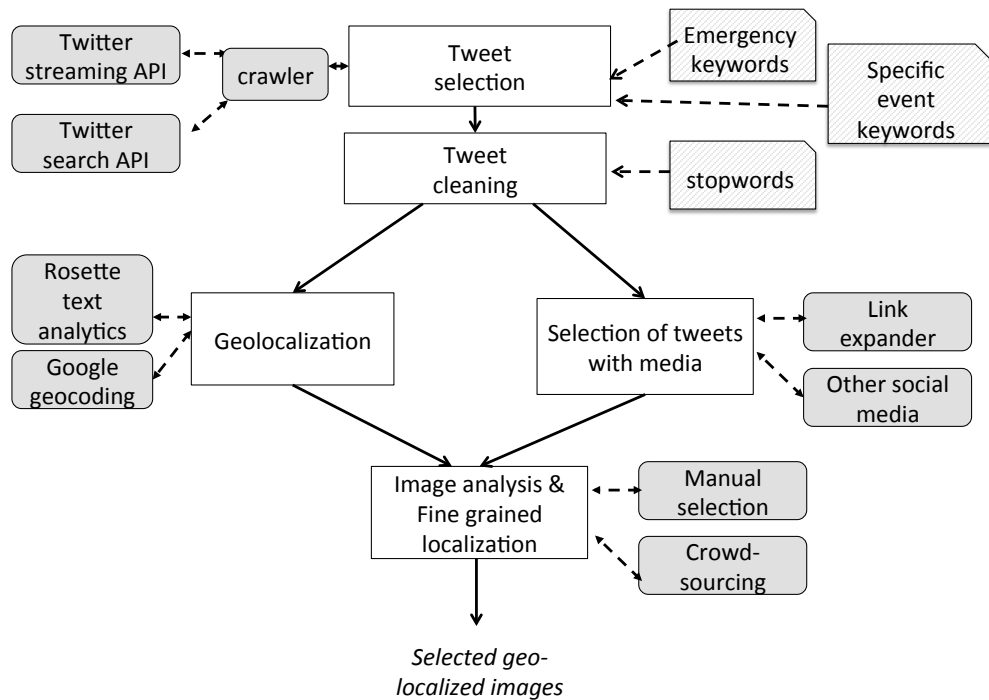 Twitter
streaming API
crawler
Tweet
selection
Emergency
keywords
Specific
event
keywords
Twitter
search API
Tweet
cleaning
stopwords
Rosette
text
analytics
Google
geocoding
Geolocalization
Selection of tweets
with media
Link
expander
Other social
media
Image analysis &
Fine grained
localization
Manual
selection
Crowd-
sourcing
Selected geo-
localized images